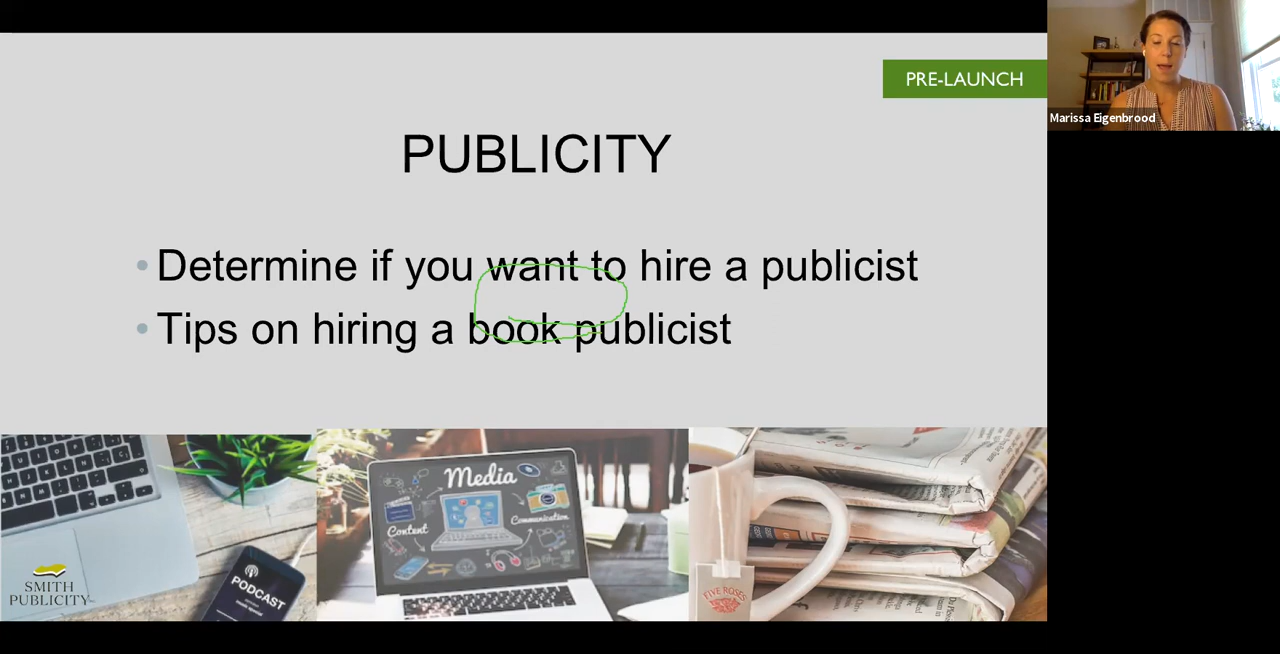 PRE-LAUNCH
Marissa Eigenbrood
PUBLICITY
• Determine if you want to hire a publicist
• Tips on hiring a book publicist
Media
Content
Communication
PODCAST
SMITH
PUBLICITY
FIVE ROSES